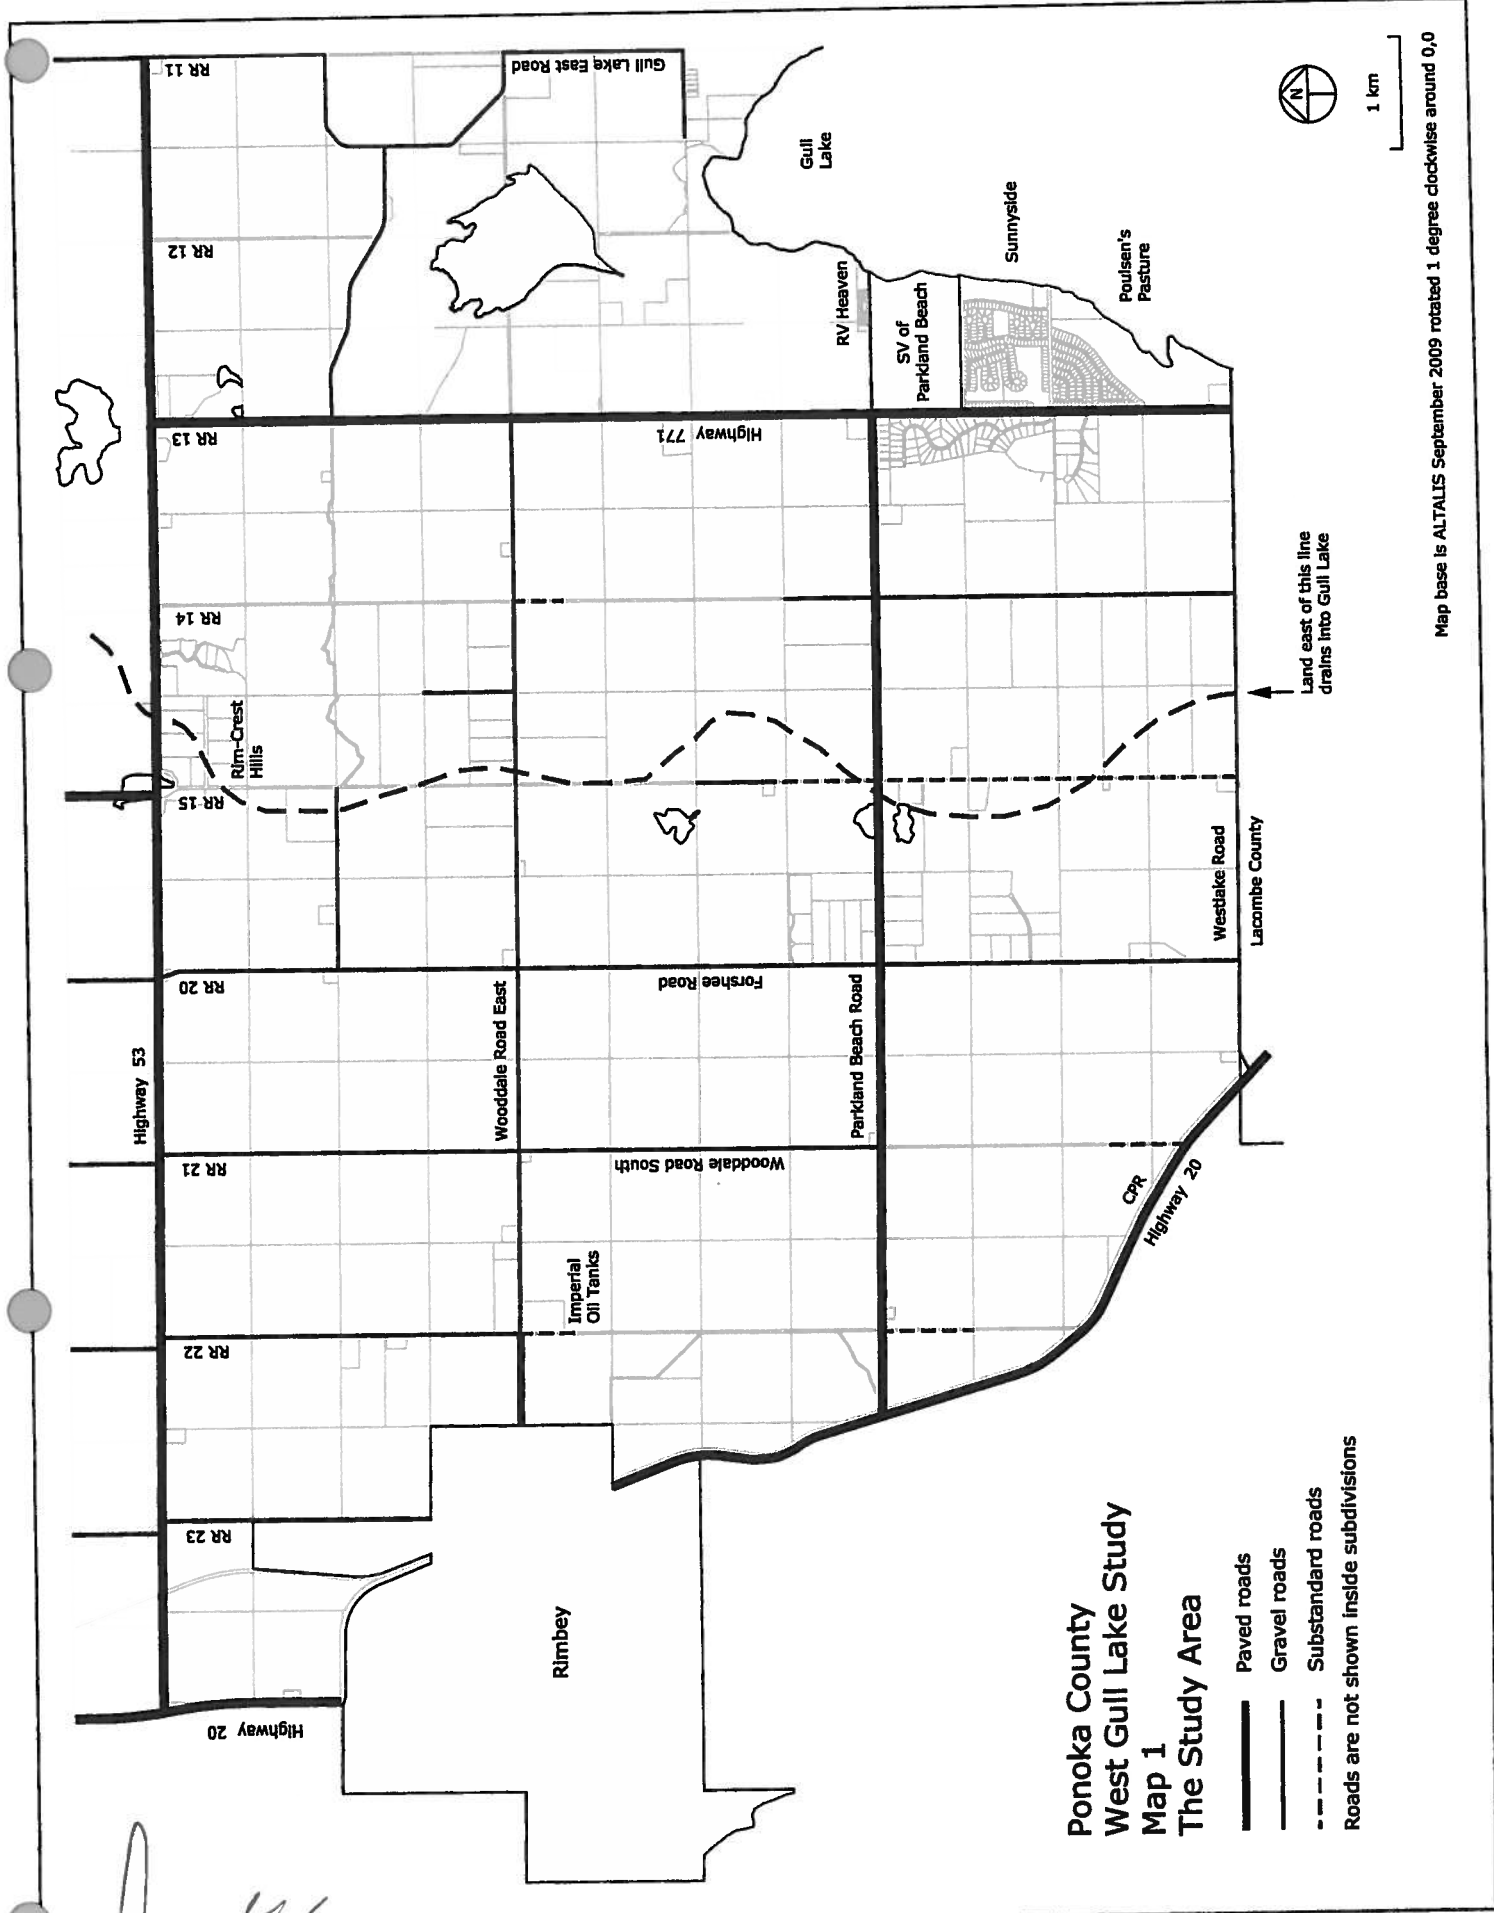 Ponoka County
West Gull Lake Study
Map 1
The Study Area
Paved roads
Gravel roads
Substandard roads
Roads are not shown inside subdivisions
Highway 20
RR 23
RR 22
RR 21
RR 20
RR 15
RR 14
RR 13
RR 12
RR 11
Highway 53
Rim-Crest
Hills
Wooddale Road East
Rimbey
Imperial
Oil Tanks
Wooddale Road South
Forshee Road
Highway 771
Gull Lake East Road
Parkland Beach Road
RV Heaven
Gull
Lake
SV of
Parkland Beach
Sunnyside
Poulsen's
Pasture
CPR
Highway 20
Westlake Road
Lacombe County
Land east of this line
drains into Gull Lake
N
1 km
Map base is ALTALIS September 2009 rotated 1 degree clockwise around 0,0